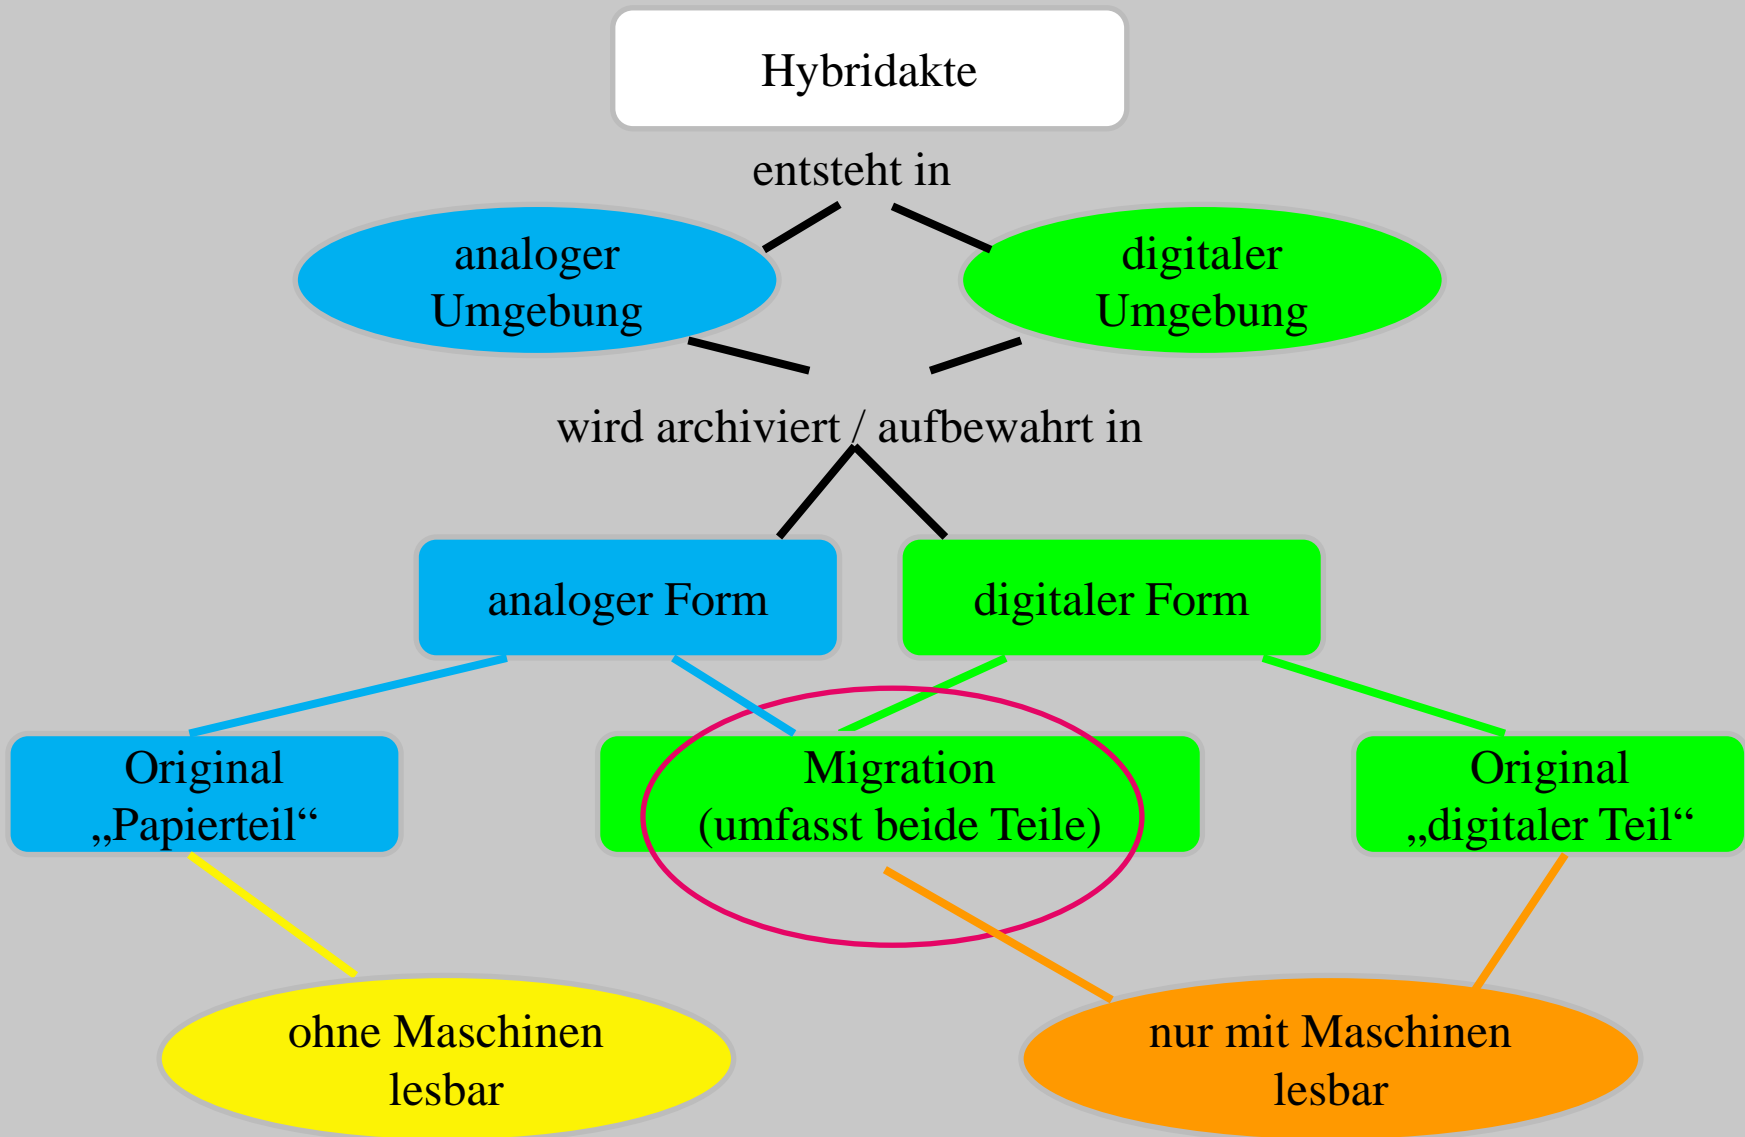 Hybridakte
entsteht in
analoger
Umgebung
digitaler
Umgebung
wird archiviert / aufbewahrt in
analoger Form
digitaler Form
Original
„Papierteil“
Migration
(umfasst beide Teile)
Original
„digitaler Teil“
ohne Maschinen
lesbar
nur mit Maschinen
lesbar